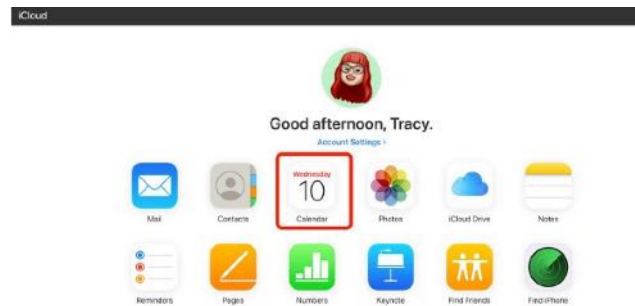 iCloud
Good afternoon, Tracy.
Account Settings >
Wednesday
10
Mail
Contacts
Calendar
Photos
iCloud Drive
Notes
Reminders
Pages
Numbers
Keynote
Find Friends
Find iPhone